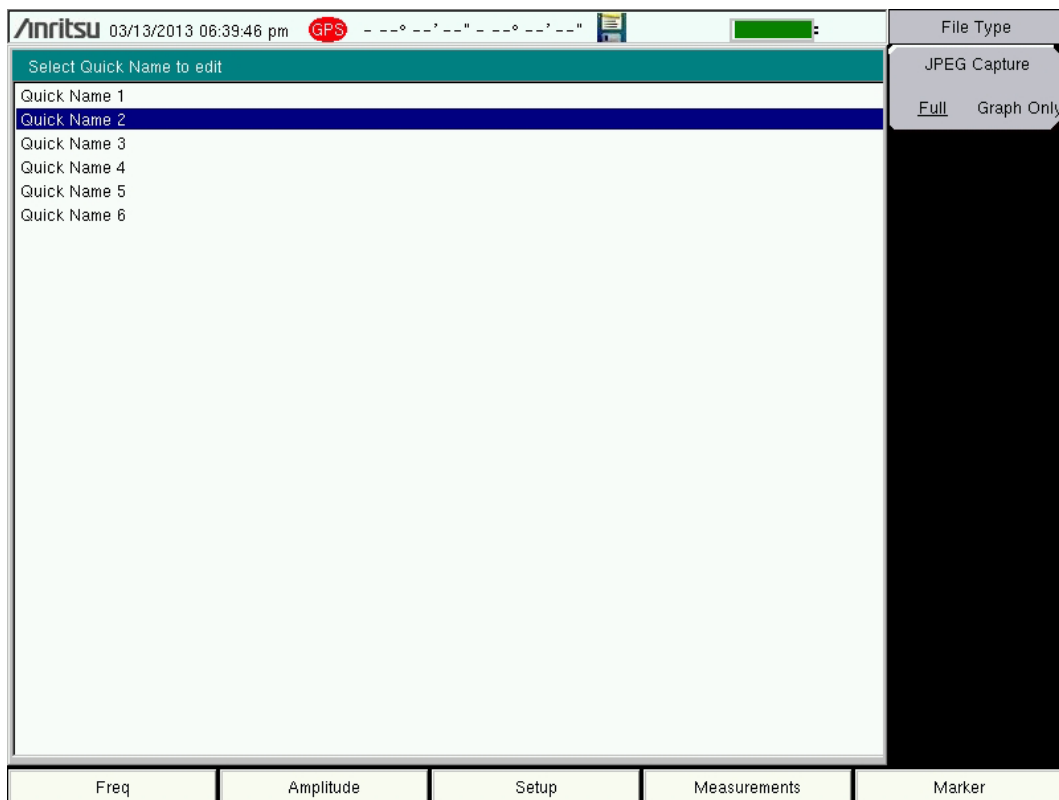 Anritsu 03/13/2013 06:39:46 pm GPS - --° --' --" - --° --' --"
File Type
Select Quick Name to edit
JPEG Capture
Full Graph Only
Quick Name 1
Quick Name 2
Quick Name 3
Quick Name 4
Quick Name 5
Quick Name 6
Freq Amplitude Setup Measurements Marker